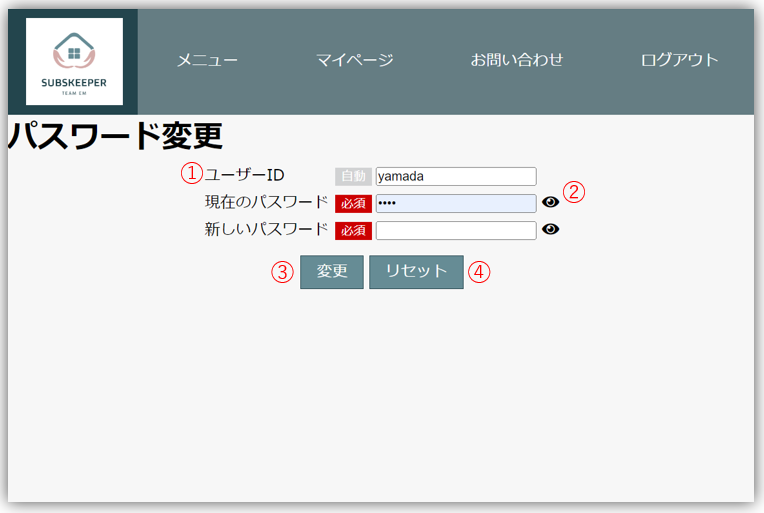 SUBSKEEPER
TEAM EM
メニュー マイページ お問い合わせ ログアウト
パスワード変更
① ユーザーID 自動 yamada
現在のパスワード 必須 •••• ②
新しいパスワード 必須
③ 変更 リセット ④